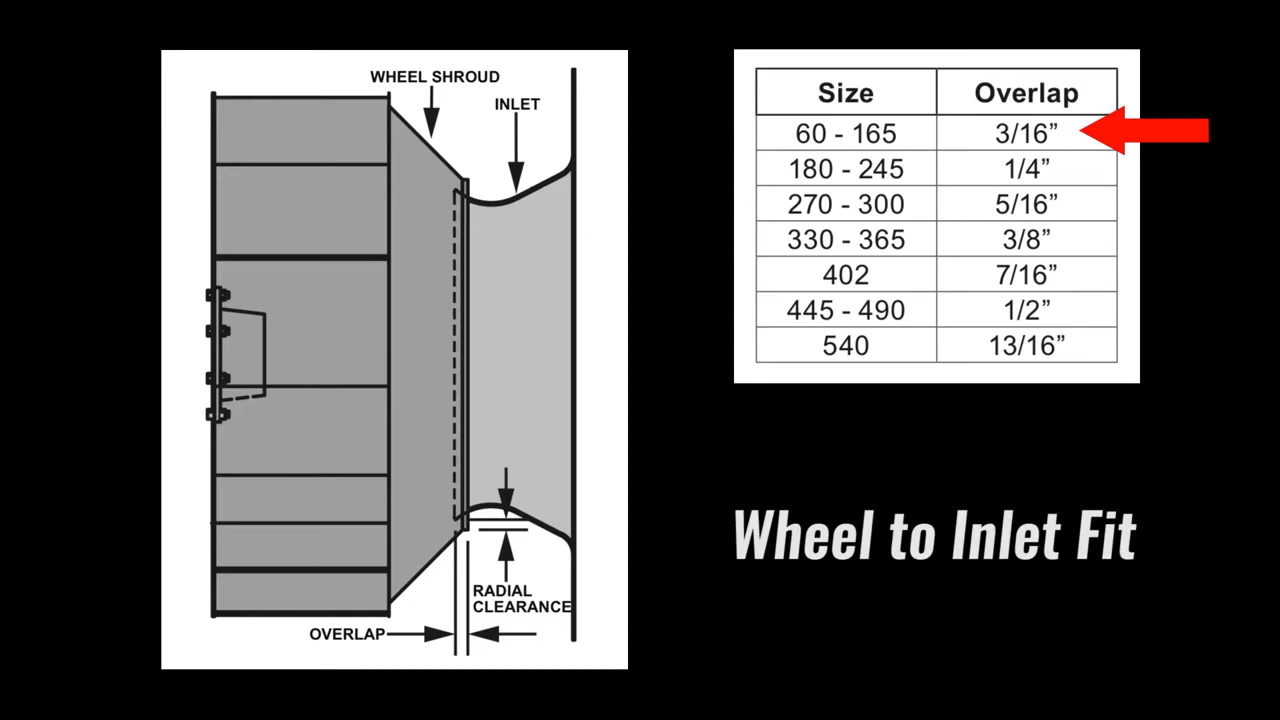 WHEEL SHROUD
INLET
RADIAL
CLEARANCE
OVERLAP
Size Overlap
60 - 165 3/16”
180 - 245 1/4”
270 - 300 5/16”
330 - 365 3/8”
402 7/16”
445 - 490 1/2”
540 13/16”
Wheel to Inlet Fit